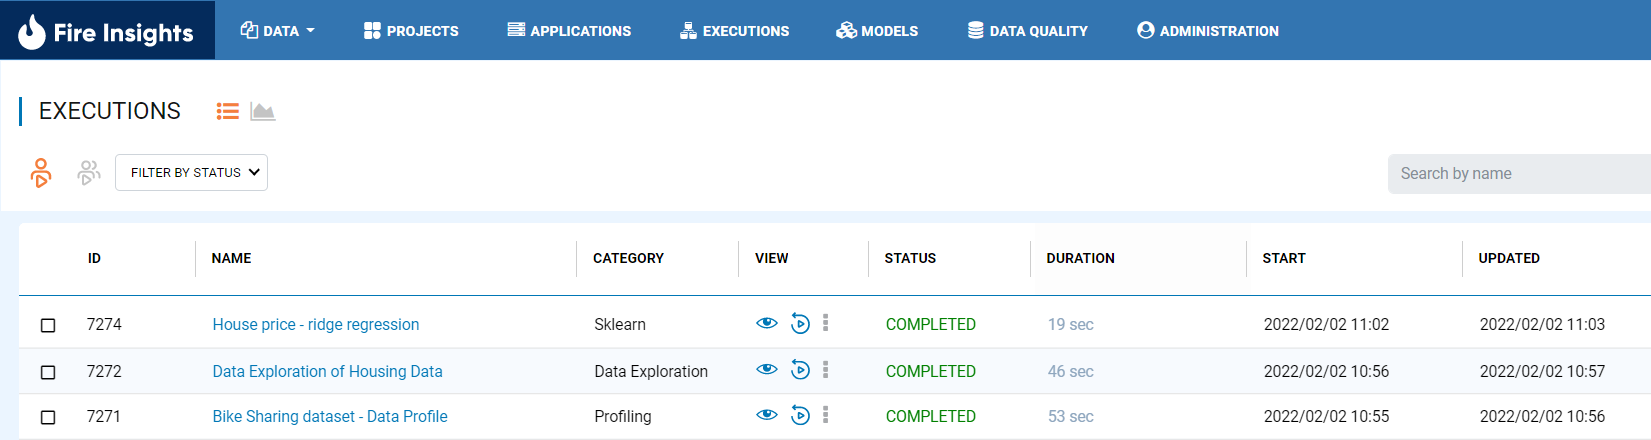 Fire Insights DATA PROJECTS APPLICATIONS EXECUTIONS MODELS DATA QUALITY ADMINISTRATION
EXECUTIONS
FILTER BY STATUS Search by name
ID NAME CATEGORY VIEW STATUS DURATION START UPDATED
7274 House price - ridge regression Sklearn COMPLETED 19 sec 2022/02/02 11:02 2022/02/02 11:03
7272 Data Exploration of Housing Data Data Exploration COMPLETED 46 sec 2022/02/02 10:56 2022/02/02 10:57
7271 Bike Sharing dataset - Data Profile Profiling COMPLETED 53 sec 2022/02/02 10:55 2022/02/02 10:56